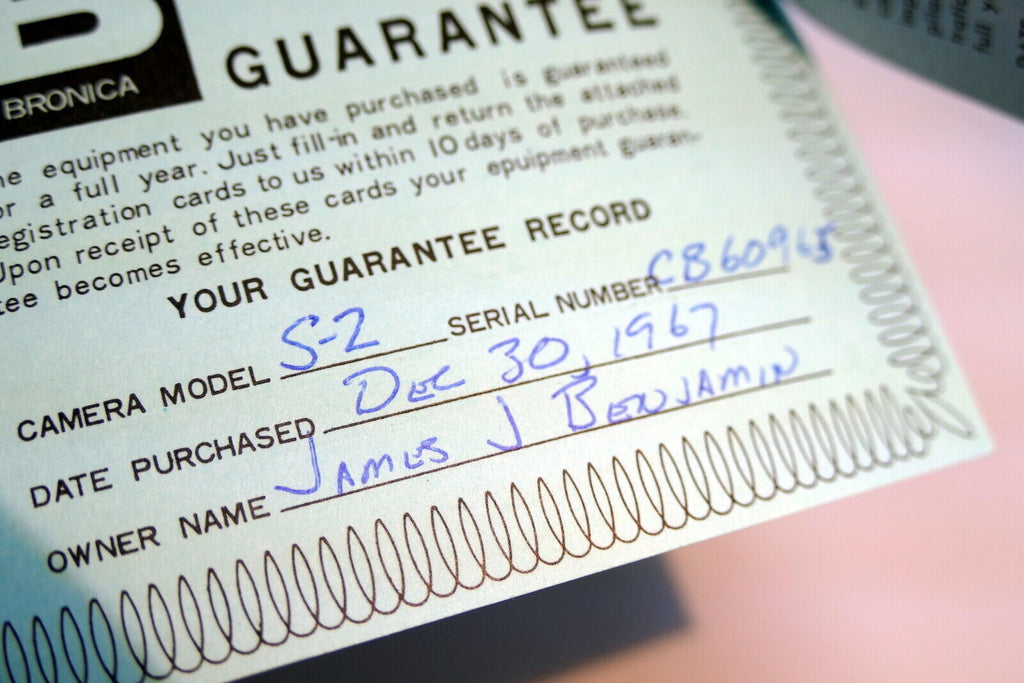 BRONICA
GUARANTEE
equipment you have purchased is guaranteed
a full year. Just fill-in and return the attached
registration cards to us within 10 days of purchase.
Upon receipt of these cards your epuipment guaran-
tee becomes effective.
YOUR GUARANTEE RECORD
CAMERA MODEL S-2 SERIAL NUMBER
DATE PURCHASED DEC 30, 1967
OWNER NAME JAMES J BENJAMIN